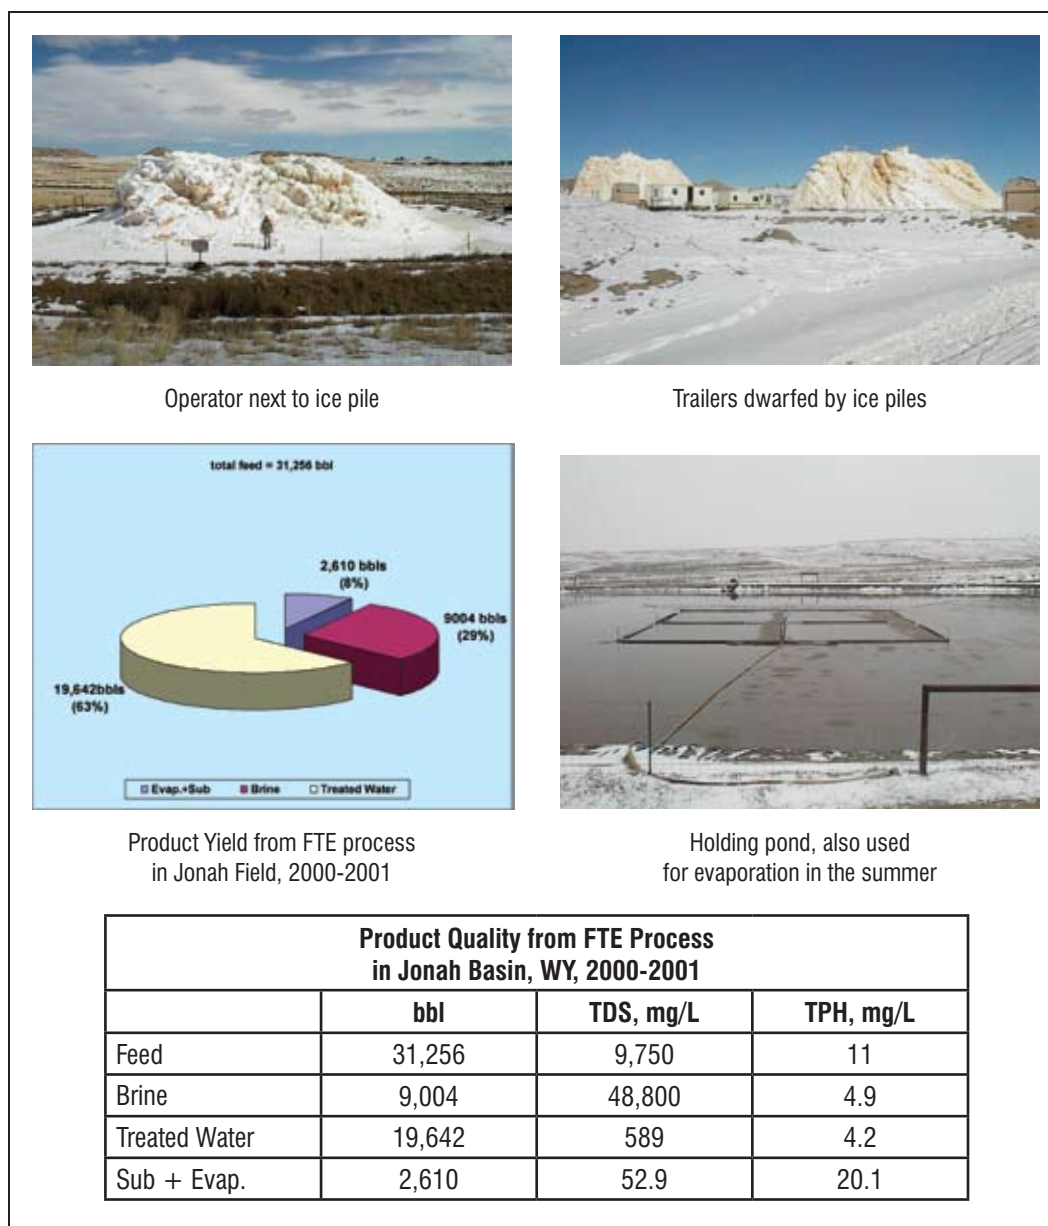 Operator next to ice pile
Trailers dwarfed by ice piles
total feed = 31,256 bbl
2,610 bbls
(8%)
9004 bbls
(29%)
19,642bbls
(63%)
Evap.+Sub Brine Treated Water
Product Yield from FTE process
in Jonah Field, 2000-2001
Holding pond, also used
for evaporation in the summer
Product Quality from FTE Process
in Jonah Basin, WY, 2000-2001
bbl TDS, mg/L TPH, mg/L
Feed 31,256 9,750 11
Brine 9,004 48,800 4.9
Treated Water 19,642 589 4.2
Sub + Evap. 2,610 52.9 20.1